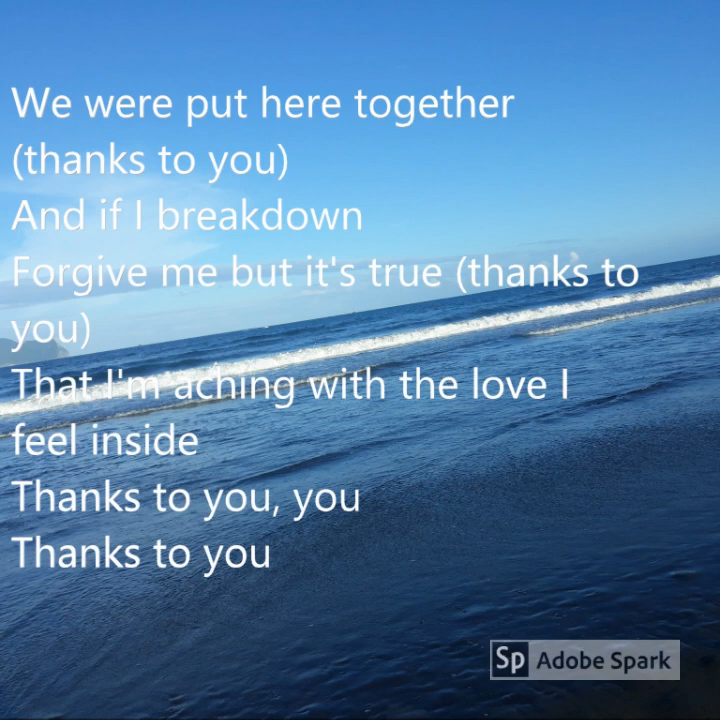 We were put here together
(thanks to you)
And if I breakdown
Forgive me but it's true (thanks to
you)
That I'm aching with the love I
feel inside
Thanks to you, you
Thanks to you
Sp Adobe Spark